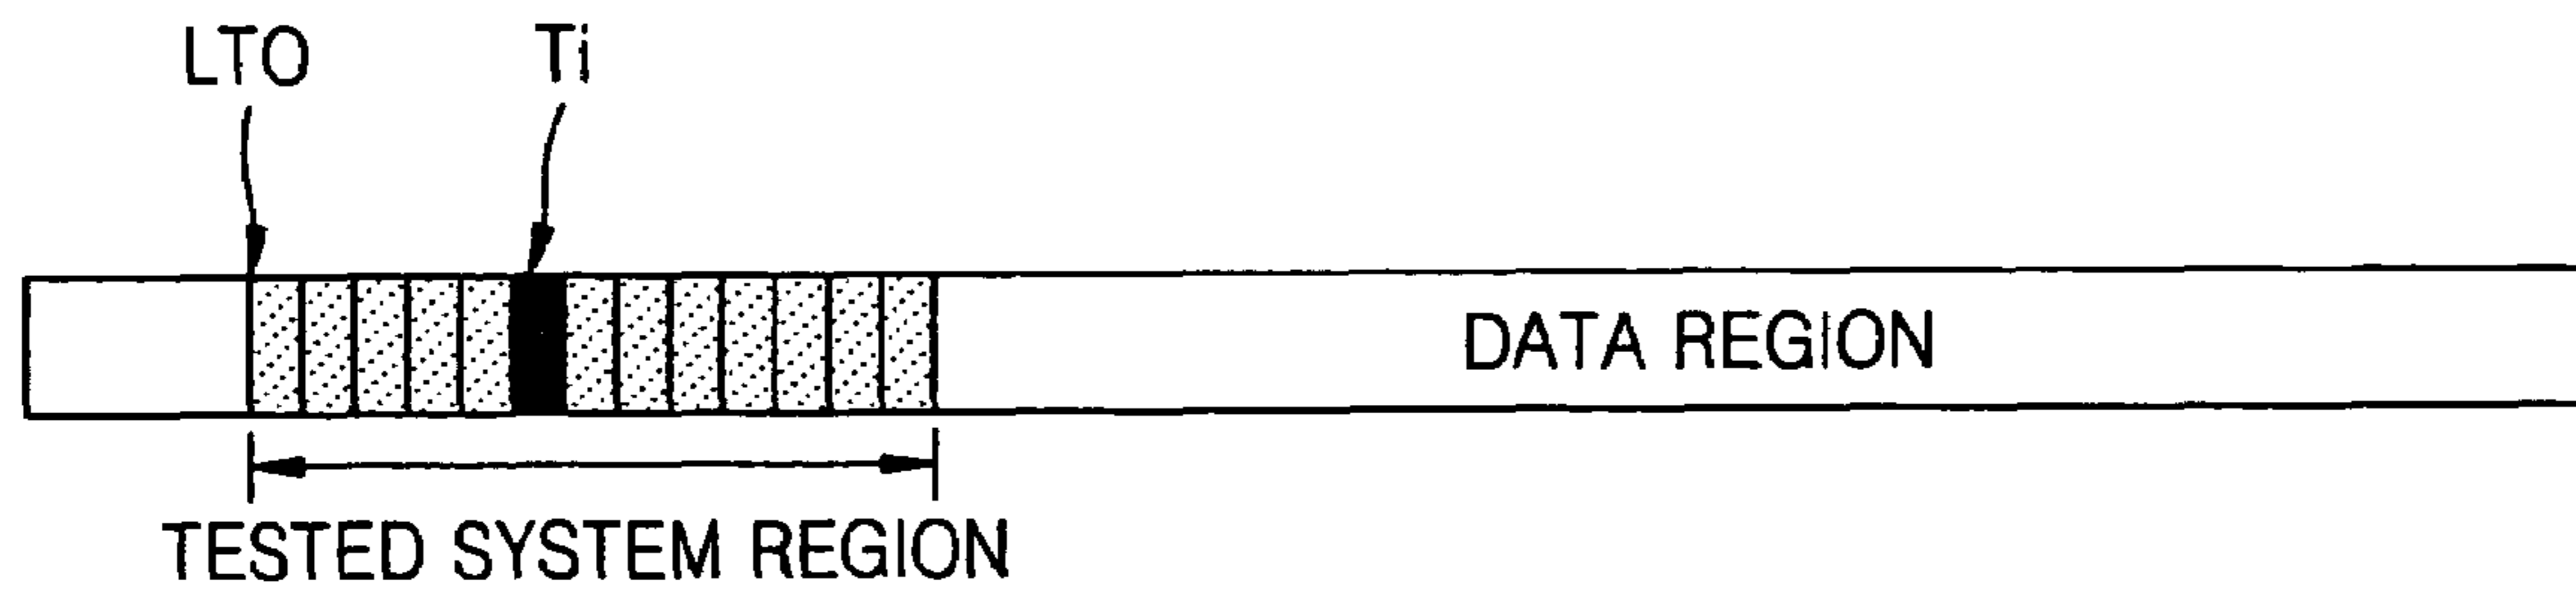 LTO
Ti
DATA REGION
TESTED SYSTEM REGION